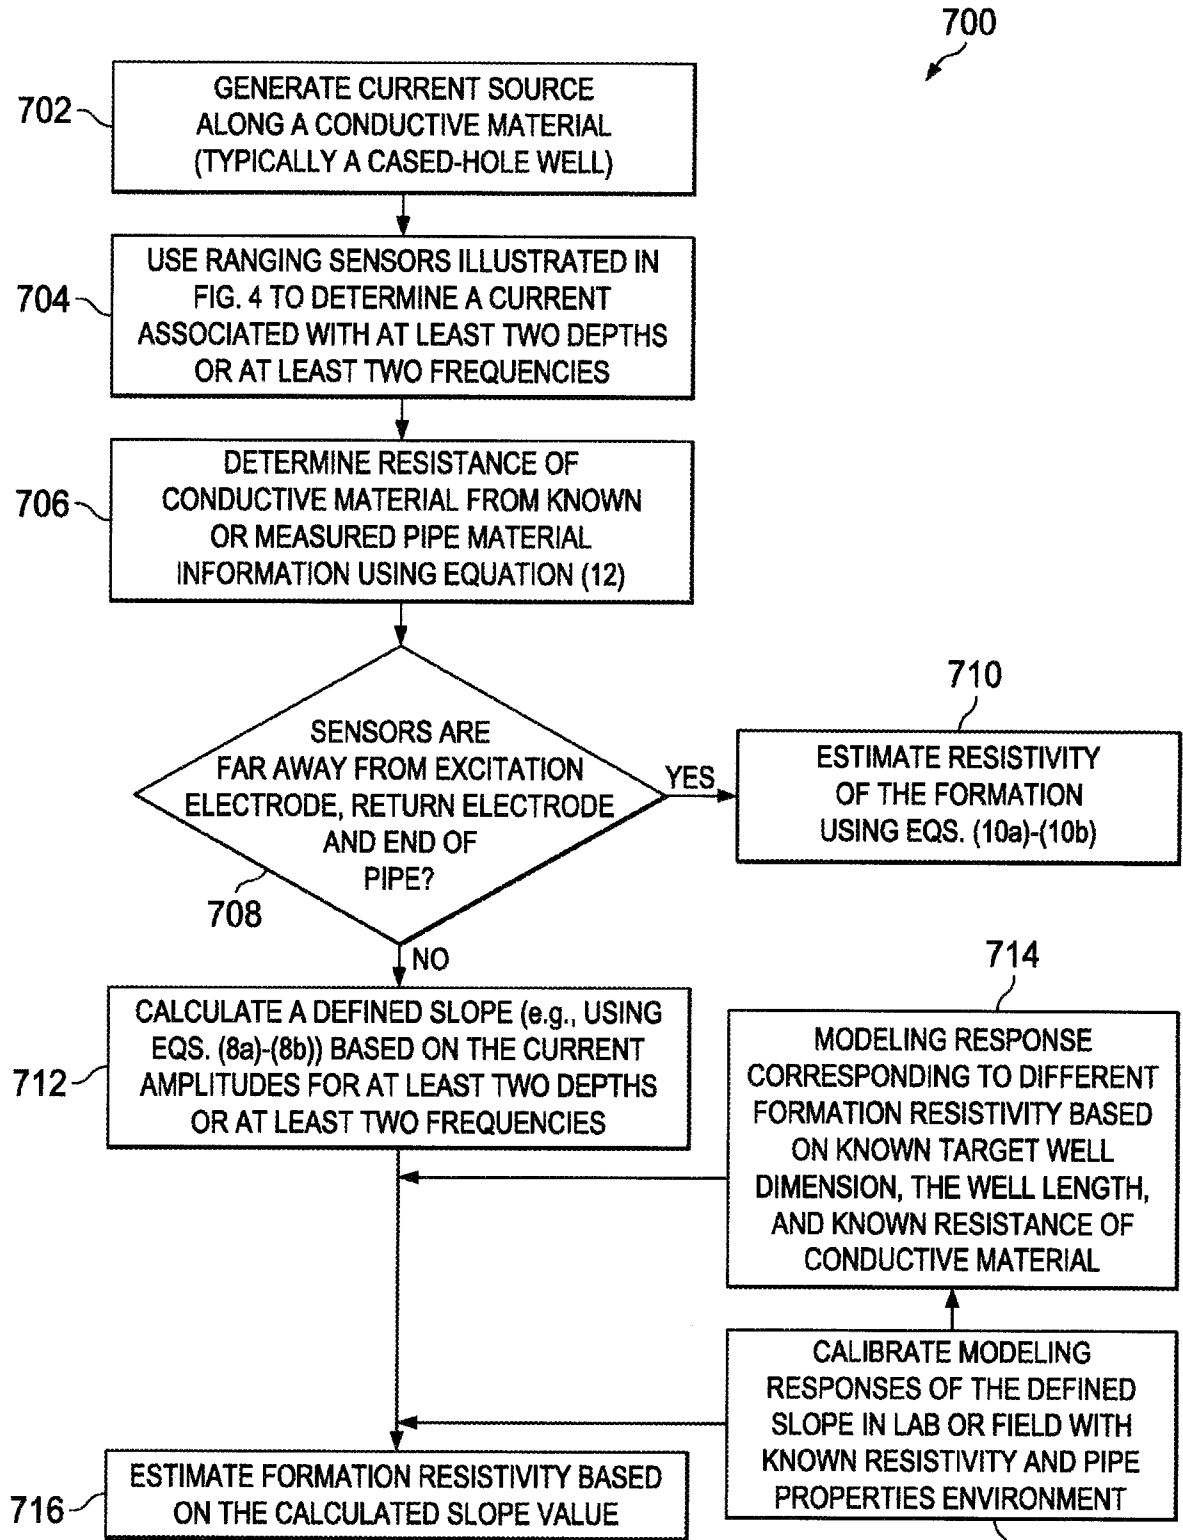 700
702
GENERATE CURRENT SOURCE
ALONG A CONDUCTIVE MATERIAL
(TYPICALLY A CASED-HOLE WELL)
704
USE RANGING SENSORS ILLUSTRATED IN
FIG. 4 TO DETERMINE A CURRENT
ASSOCIATED WITH AT LEAST TWO DEPTHS
OR AT LEAST TWO FREQUENCIES
706
DETERMINE RESISTANCE OF
CONDUCTIVE MATERIAL FROM KNOWN
OR MEASURED PIPE MATERIAL
INFORMATION USING EQUATION (12)
SENSORS ARE
FAR AWAY FROM EXCITATION
ELECTRODE, RETURN ELECTRODE
AND END OF
PIPE?
708
YES
710
ESTIMATE RESISTIVITY
OF THE FORMATION
USING EQS. (10a)-(10b)
NO
712
CALCULATE A DEFINED SLOPE (e.g., USING
EQS. (8a)-(8b)) BASED ON THE CURRENT
AMPLITUDES FOR AT LEAST TWO DEPTHS
OR AT LEAST TWO FREQUENCIES
714
MODELING RESPONSE
CORRESPONDING TO DIFFERENT
FORMATION RESISTIVITY BASED
ON KNOWN TARGET WELL
DIMENSION, THE WELL LENGTH,
AND KNOWN RESISTANCE OF
CONDUCTIVE MATERIAL
CALIBRATE MODELING
RESPONSES OF THE DEFINED
SLOPE IN LAB OR FIELD WITH
KNOWN RESISTIVITY AND PIPE
PROPERTIES ENVIRONMENT
716
ESTIMATE FORMATION RESISTIVITY BASED
ON THE CALCULATED SLOPE VALUE